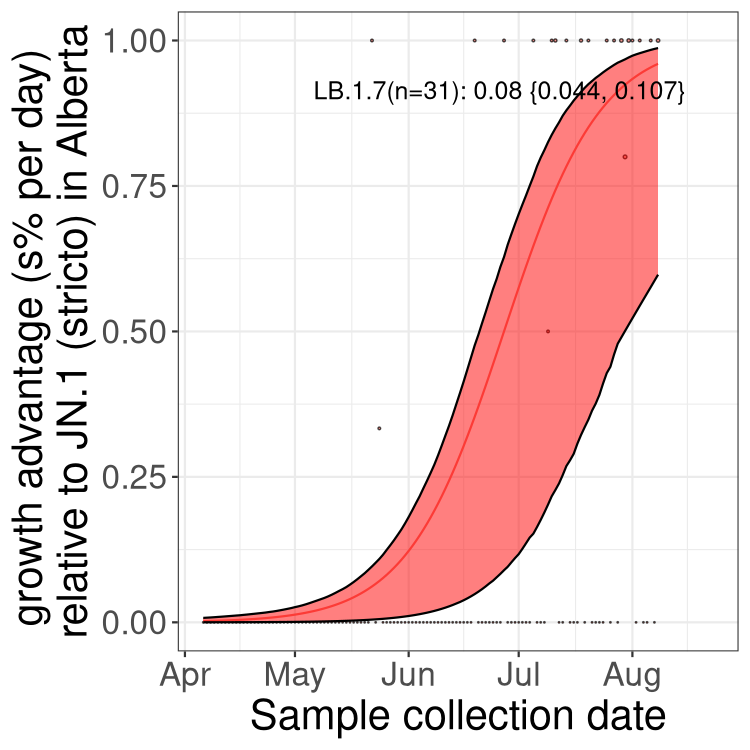 growth advantage (s% per day)
relative to JN.1 (stricto) in Alberta
1.00
0.75
0.50
0.25
0.00
LB.1.7(n=31): 0.08 {0.044, 0.107}
Apr May Jun Jul Aug
Sample collection date